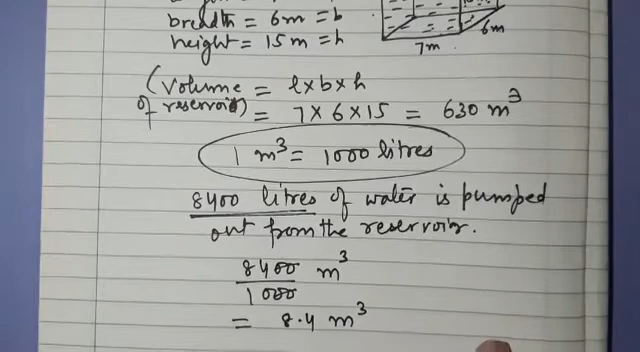 breadth = 6m = b
height = 15m = h
7m
6m
(Volume = l×b×h
of reservoir) = 7×6×15 = 630 m³
1 m³ = 1000 litres
8400 litres of water is pumped
out from the reservoir.
8400/1000 m³
= 8.4 m³